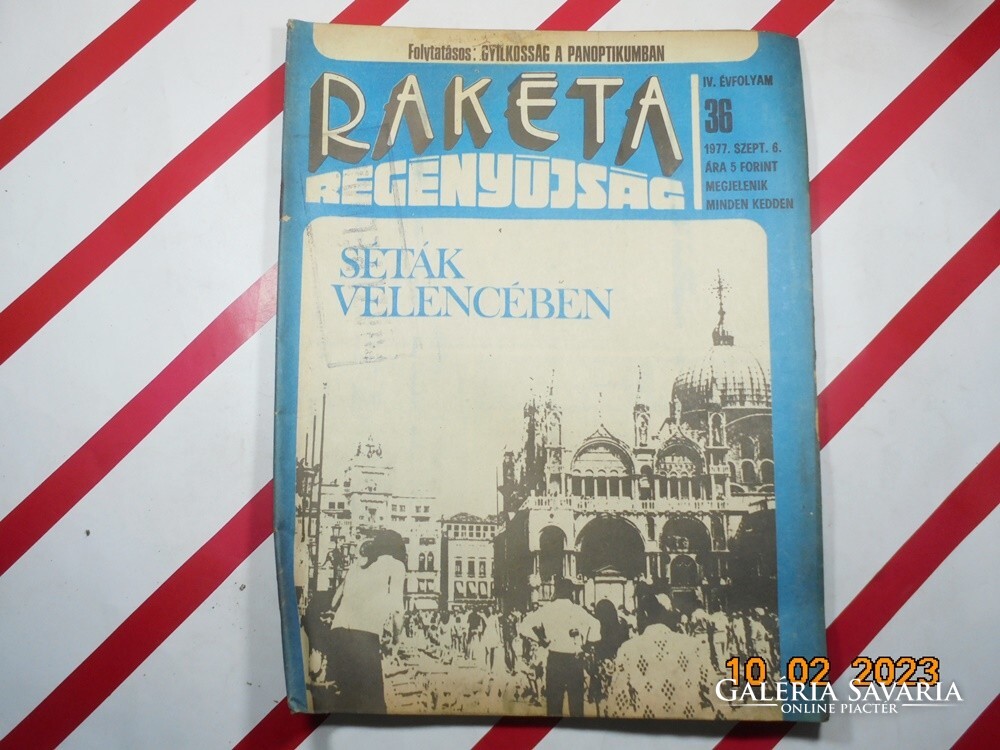 Folytatásos: GYILKOSSÁG A PANOPTIKUMBAN
RAKÉTA
REGÉNYÚJSÁG
IV. ÉVFOLYAM
36
1977. SZEPT. 6.
ÁRA 5 FORINT
MEGJELENIK
MINDEN KEDDEN
SÉTÁK
VELENCÉBEN
10 02 2023
GALERIA SAVARIA
ONLINE PIACTÉR